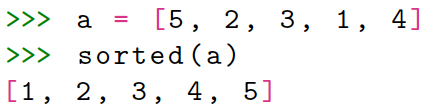 >>> a = [5, 2, 3, 1, 4]
>>> sorted(a)
[1, 2, 3, 4, 5]